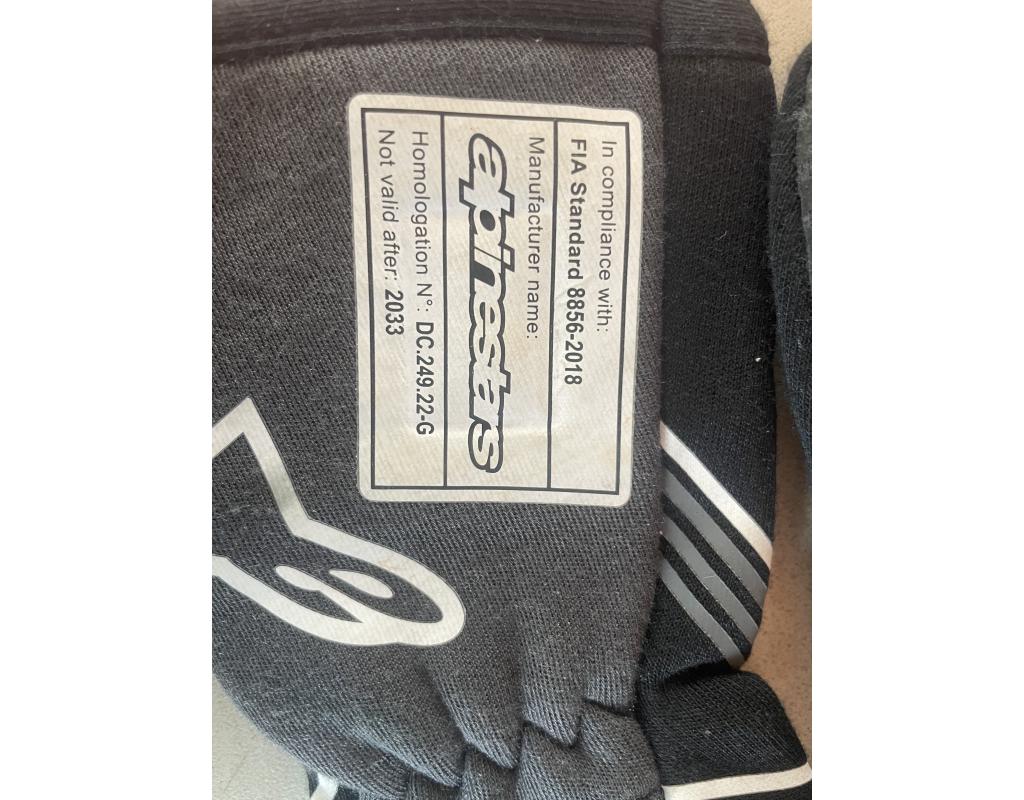 In compliance with:
FIA Standard 8856-2018
Manufacturer name:
alpinestars
Homologation N°: DC.249.22-G
Not valid after: 2033